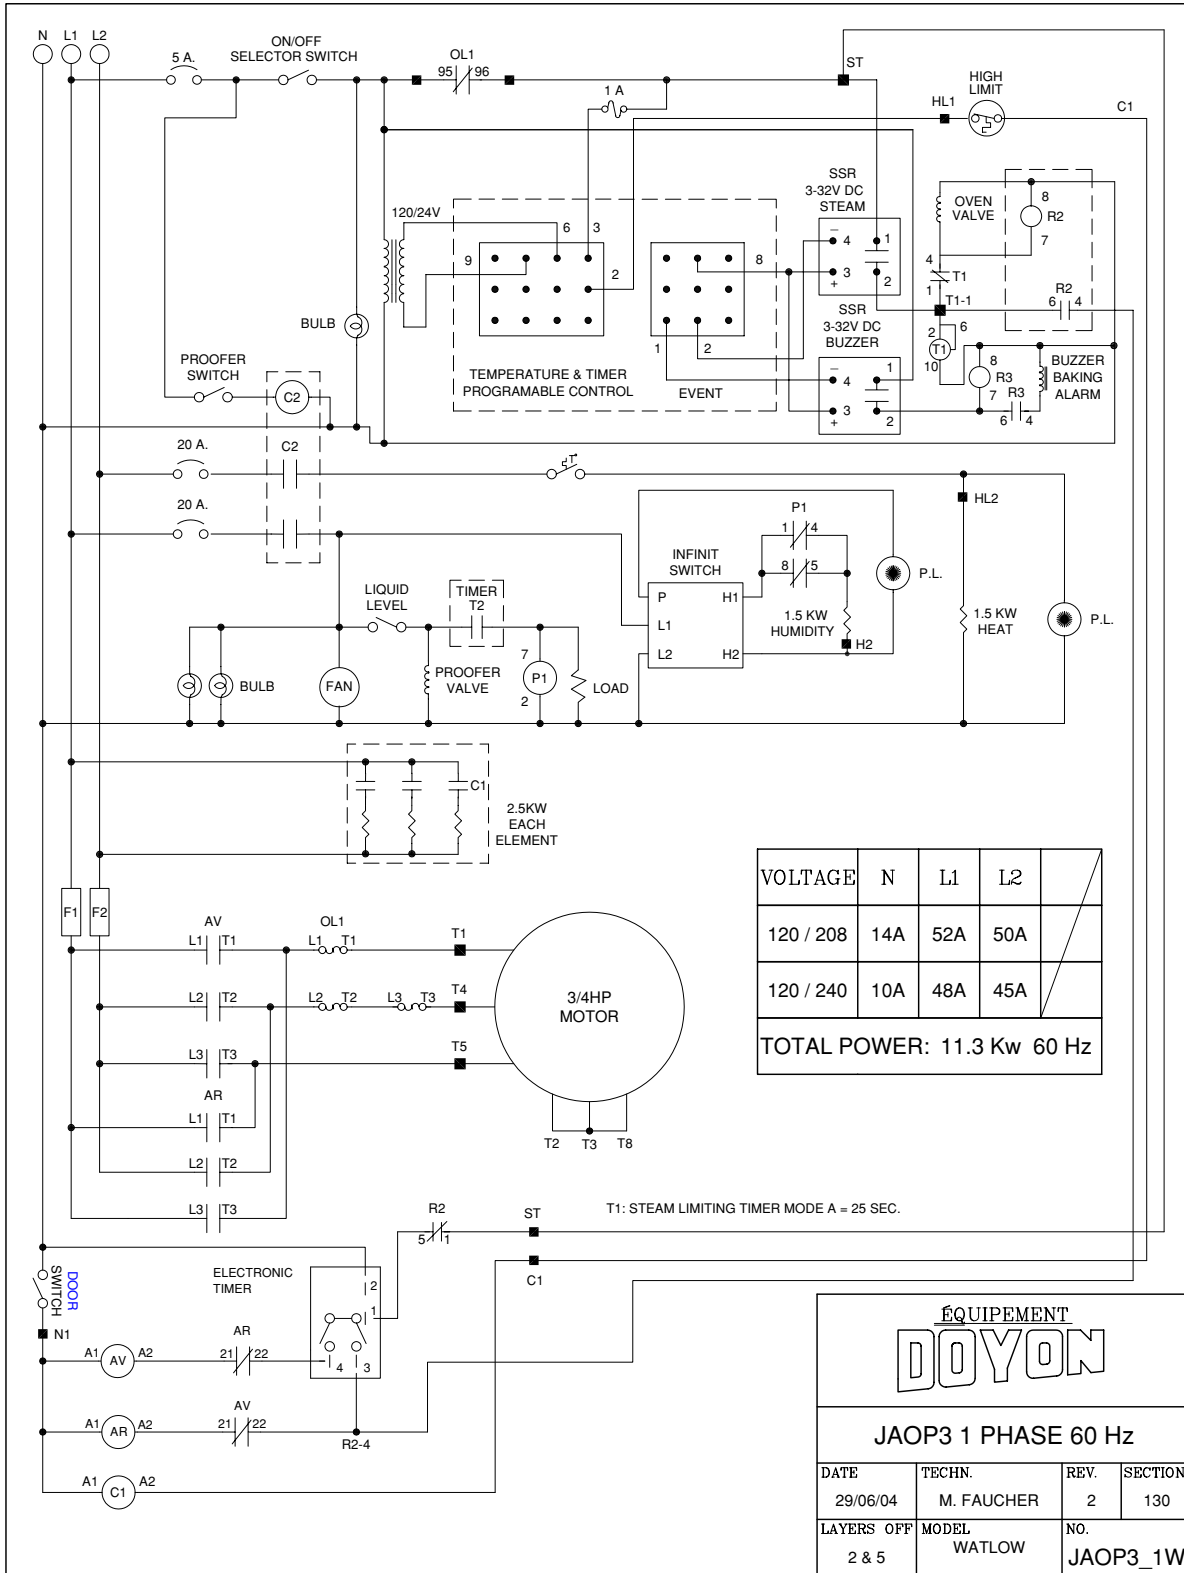 N L1 L2
5 A.
ON/OFF
SELECTOR SWITCH
OL1
95 96
1 A
ST
HIGH
LIMIT
HL1
C1
SSR
3-32V DC
STEAM
– 4 1
3 2
+
OVEN
VALVE
8
R2
7
4
T1
1
T1-1
R2
6 4
2 6
T1
10
120/24V
6 3
9 2
8
1 2
TEMPERATURE & TIMER
PROGRAMABLE CONTROL
EVENT
SSR
3-32V DC
BUZZER
– 4 1
3 2
+
8
R3
7
R3
6 4
BUZZER
BAKING
ALARM
BULB
PROOFER
SWITCH
C2
20 A.
C2
20 A.
T°
HL2
P1
1 4
8 5
INFINIT
SWITCH
P H1
L1
L2 H2
1.5 KW
HUMIDITY
H2
P.L.
1.5 KW
HEAT
P.L.
LIQUID
LEVEL
TIMER
T2
BULB
FAN
PROOFER
VALVE
7
P1
2
LOAD
C1
2.5KW
EACH
ELEMENT
VOLTAGE N L1 L2
120 / 208 14A 52A 50A
120 / 240 10A 48A 45A
TOTAL POWER: 11.3 Kw 60 Hz
F1 F2
AV
L1 T1
OL1
L1 T1
T1
L2 T2
L2 T2
L3 T3
T4
3/4HP
MOTOR
L3 T3
T5
AR
L1 T1
L2 T2
L3 T3
T2 T3 T8
R2
5 1
ST
C1
T1: STEAM LIMITING TIMER MODE A = 25 SEC.
DOOR
SWITCH
N1
ELECTRONIC
TIMER
2
1
4 3
A1 AV A2
AR
21 22
A1 AR A2
AV
21 22
R2-4
A1 C1 A2
ÉQUIPEMENT
DOYON
JAOP3 1 PHASE 60 Hz
DATE TECHN. REV. SECTION
29/06/04 M. FAUCHER 2 130
LAYERS OFF MODEL NO.
2 & 5 WATLOW JAOP3_1W